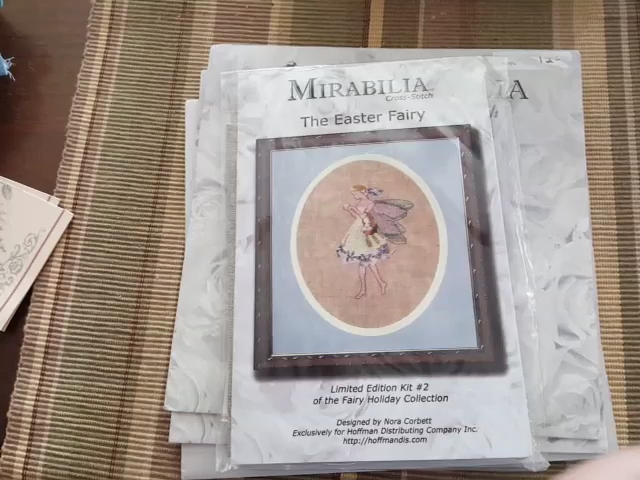 MIRABILIA
Cross-Stitch
The Easter Fairy
Limited Edition Kit #2
of the Fairy Holiday Collection
Designed by Nora Corbett
Exclusively for Hoffman Distributing Company Inc.
http://hoffmandis.com
IA